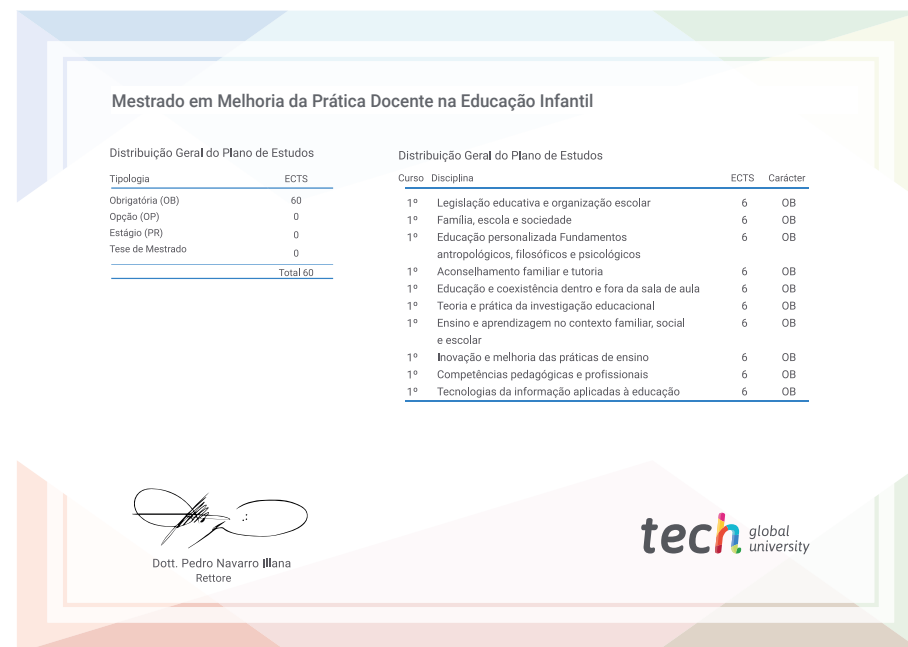 Mestrado em Melhoria da Prática Docente na Educação Infantil
Distribuição Geral do Plano de Estudos
Tipologia ECTS
Obrigatória (OB) 60
Opção (OP) 0
Estágio (PR) 0
Tese de Mestrado 0
Total 60
Distribuição Geral do Plano de Estudos
Curso Disciplina ECTS Carácter
1º Legislação educativa e organização escolar 6 OB
1º Família, escola e sociedade 6 OB
1º Educação personalizada Fundamentos 6 OB
antropológicos, filosóficos e psicológicos
1º Aconselhamento familiar e tutoria 6 OB
1º Educação e coexistência dentro e fora da sala de aula 6 OB
1º Teoria e prática da investigação educacional 6 OB
1º Ensino e aprendizagem no contexto familiar, social 6 OB
e escolar
1º Inovação e melhoria das práticas de ensino 6 OB
1º Competências pedagógicas e profissionais 6 OB
1º Tecnologias da informação aplicadas à educação 6 OB
Dott. Pedro Navarro Illana
Rettore
tech global
university